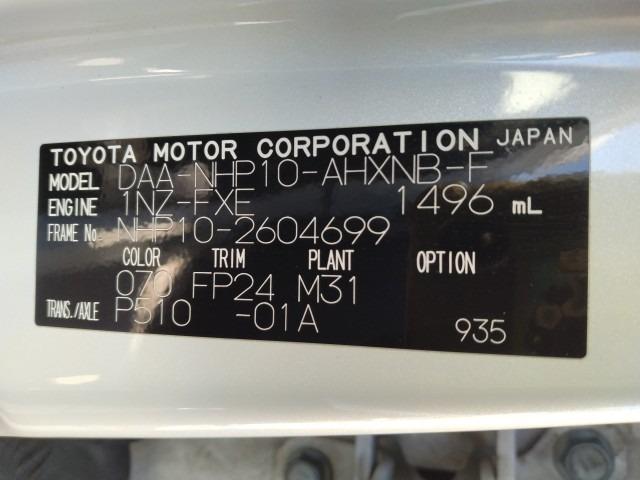 TOYOTA MOTOR CORPORATION JAPAN
MODEL DAA-NHP10-AHXNB-F
ENGINE 1NZ-FXE 1496 mL
FRAME No. NHP10-2604699
COLOR TRIM PLANT OPTION
070 FP24 M31
TRANS./AXLE P510 -01A 935